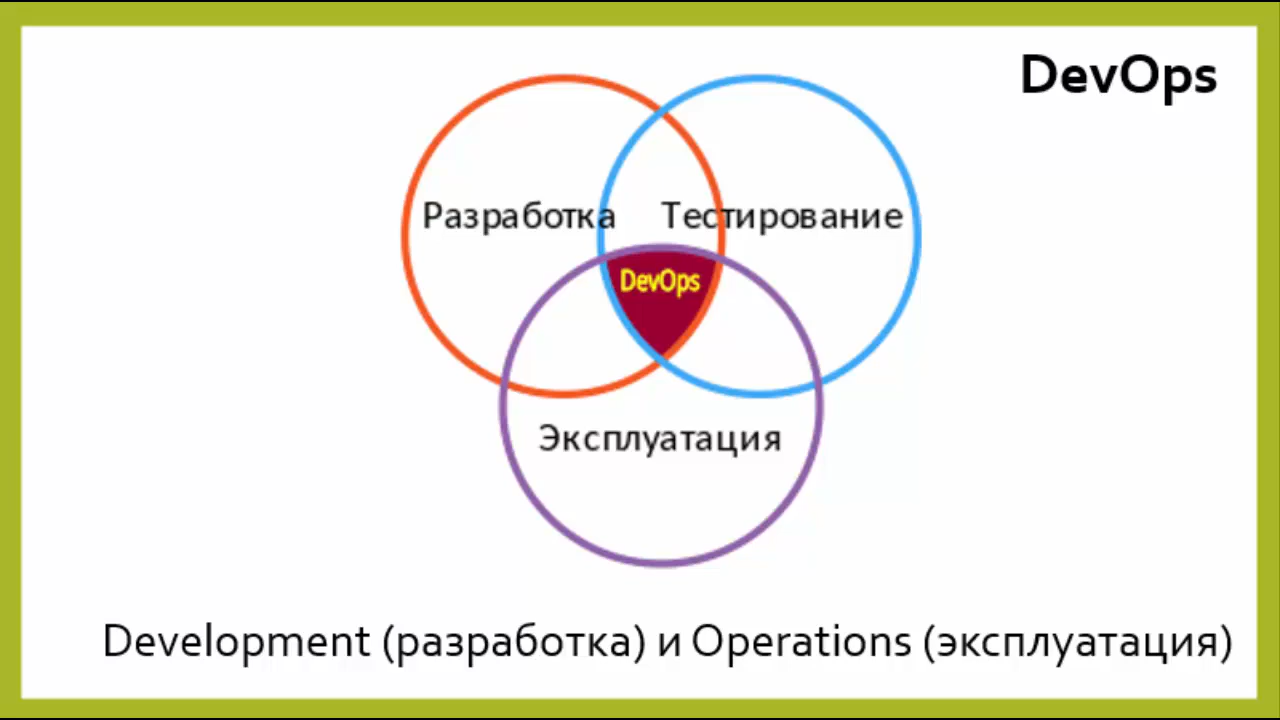 DevOps
Разработка
Тестирование
DevOps
Эксплуатация
Development (разработка) и Operations (эксплуатация)